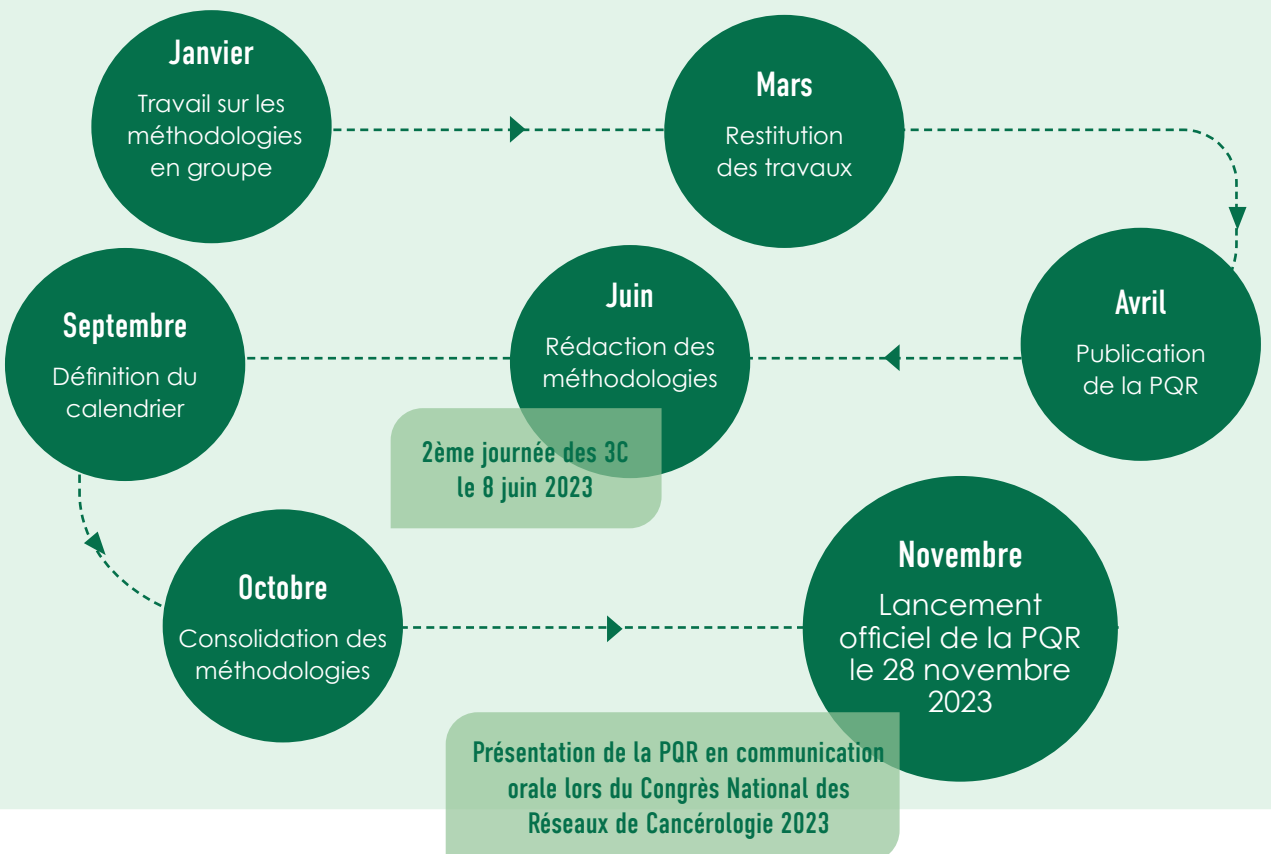 Janvier
Travail sur les
méthodologies
en groupe
Mars
Restitution
des travaux
Avril
Publication
de la PQR
Juin
Rédaction des
méthodologies
2ème journée des 3C
le 8 juin 2023
Septembre
Définition du
calendrier
Octobre
Consolidation des
méthodologies
Novembre
Lancement
officiel de la PQR
le 28 novembre
2023
Présentation de la PQR en communication
orale lors du Congrès National des
Réseaux de Cancérologie 2023